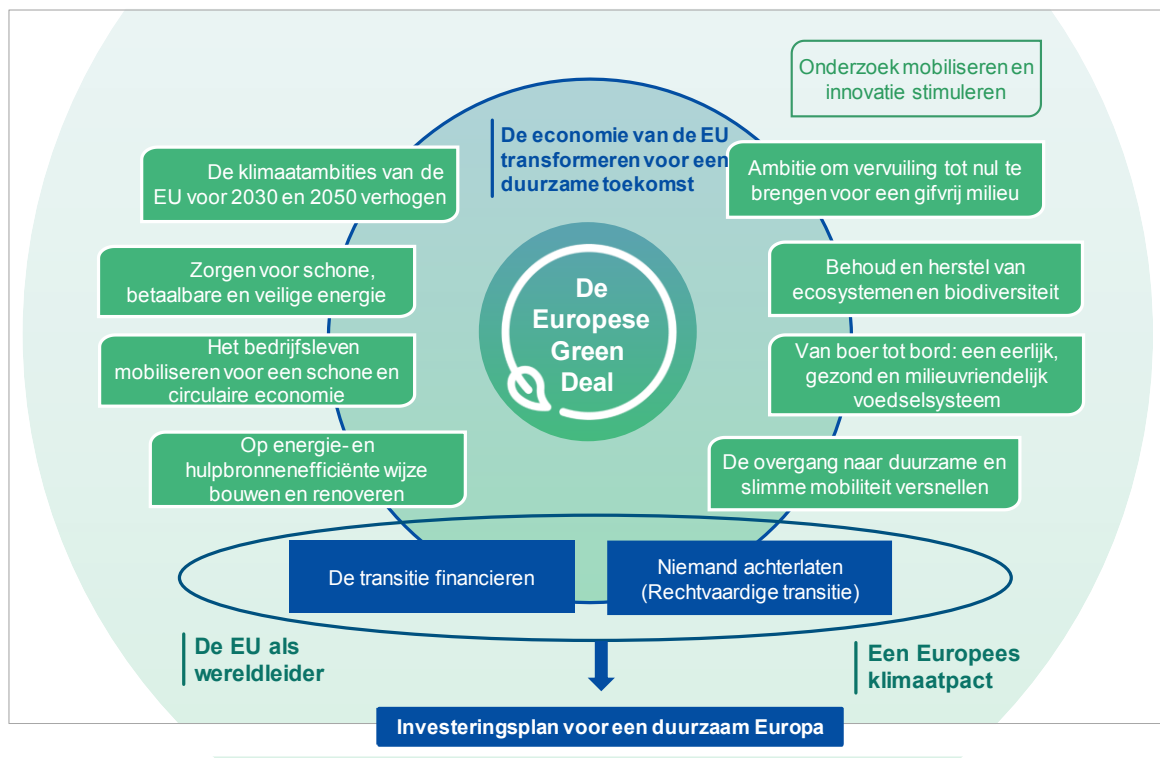 Onderzoek mobiliseren en
innovatie stimuleren
De economie van de EU
transformeren voor een
duurzame toekomst
De klimaatambities van de
EU voor 2030 en 2050 verhogen
Ambitie om vervuiling tot nul te
brengen voor een gifvrij milieu
Zorgen voor schone,
betaalbare en veilige energie
Behoud en herstel van
ecosystemen en biodiversiteit
De
Europese
Green
Deal
Het bedrijfsleven
mobiliseren voor een schone en
circulaire economie
Van boer tot bord: een eerlijk,
gezond en milieuvriendelijk
voedselsysteem
Op energie- en
hulpbronnenefficiënte wijze
bouwen en renoveren
De overgang naar duurzame en
slimme mobiliteit versnellen
De transitie financieren
Niemand achterlaten
(Rechtvaardige transitie)
De EU als
wereldleider
Een Europees
klimaatpact
Investeringsplan voor een duurzaam Europa